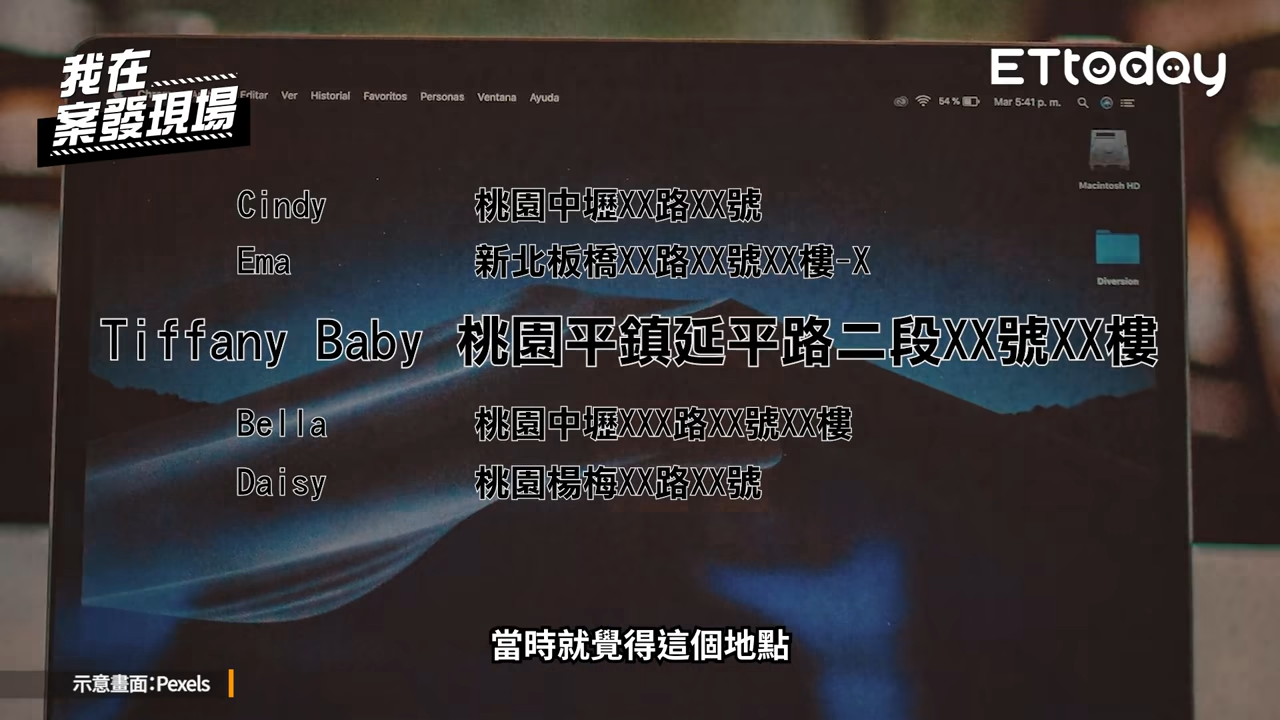 我在
案發現場
ETtoday
Editar Ver Historial Favoritos Personas Ventana Ayuda
54 % Mar 5:41 p. m.
Macintosh HD
Diversion
Cindy 桃園中壢XX路XX號
Ema 新北板橋XX路XX號XX樓-X
Tiffany Baby 桃園平鎮延平路二段XX號XX樓
Bella 桃園中壢XXX路XX號XX樓
Daisy 桃園楊梅XX路XX號
當時就覺得這個地點
示意畫面：Pexels